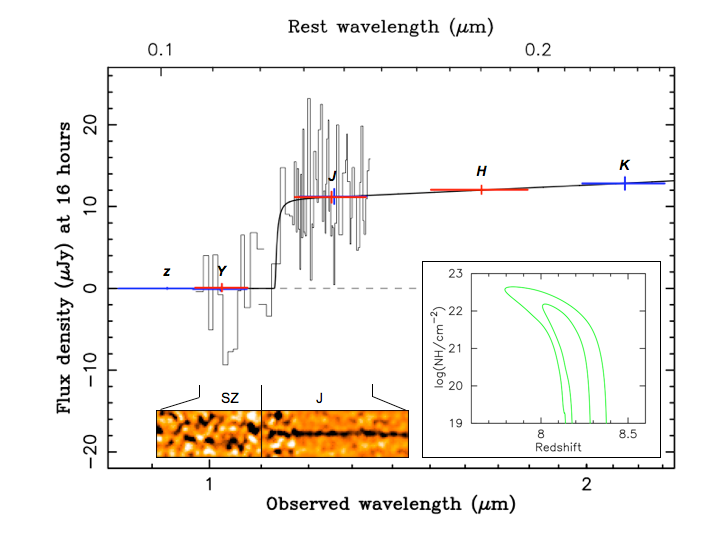 Rest wavelength (μm)
0.1 0.2
Flux density (μJy) at 16 hours
20
10
0
−10
−20
z Y J H K
SZ J
log(NH/cm−2)
23
22
21
20
19
8 8.5
Redshift
1 2
Observed wavelength (μm)